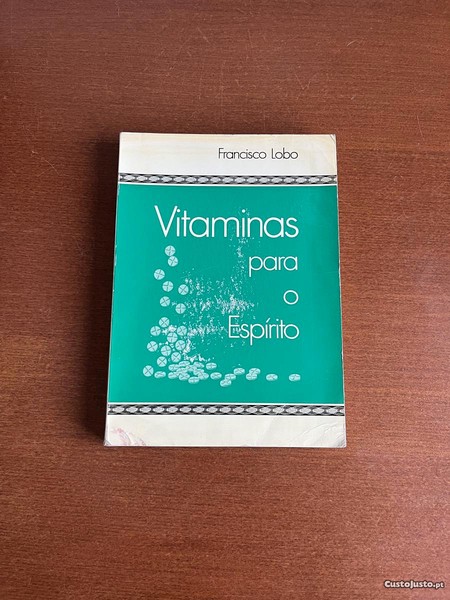 Francisco Lobo
Vitaminas
para
o
Espírito
CustoJusto.pt